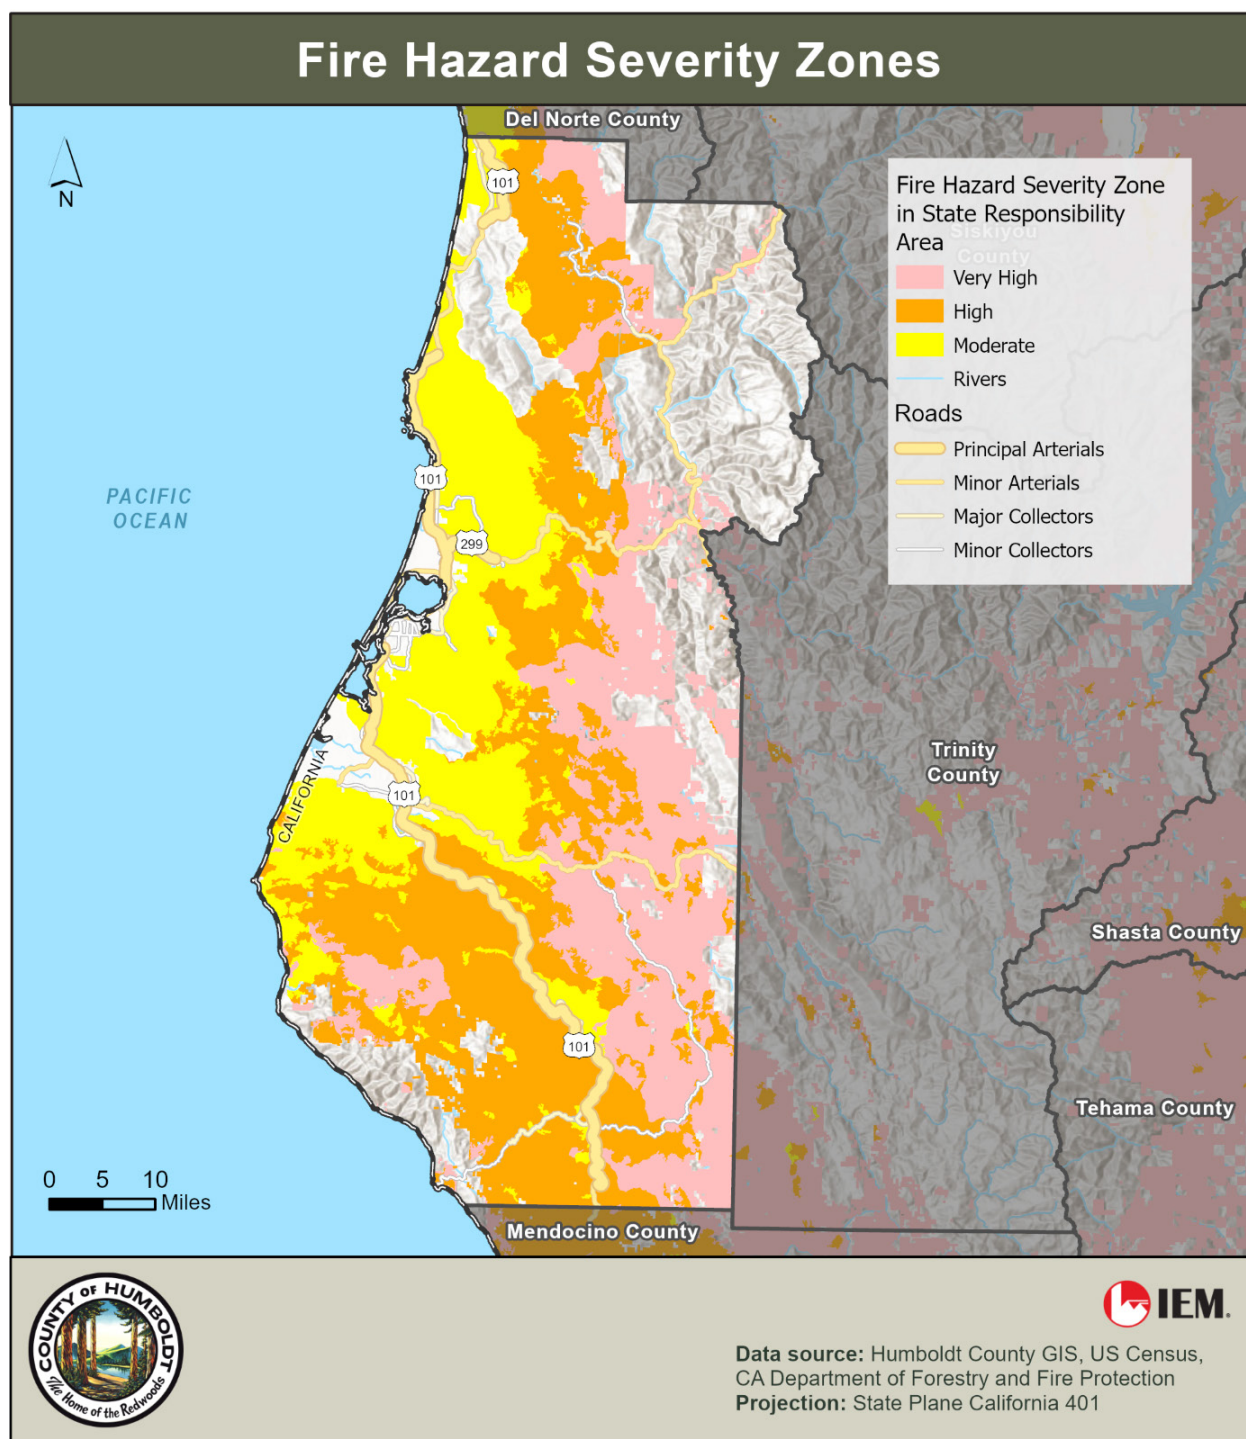 Fire Hazard Severity Zones
Del Norte County
N
101
Fire Hazard Severity Zone
in State Responsibility
Area
Siskiyou
County
Very High
High
Moderate
Rivers
Roads
Principal Arterials
Minor Arterials
Major Collectors
Minor Collectors
PACIFIC
OCEAN
101
299
CALIFORNIA
101
Trinity
County
Shasta County
101
Tehama County
0 5 10
Miles
Mendocino County
COUNTY OF HUMBOLDT
The Home of the Redwoods
IEM.
Data source: Humboldt County GIS, US Census,
CA Department of Forestry and Fire Protection
Projection: State Plane California 401